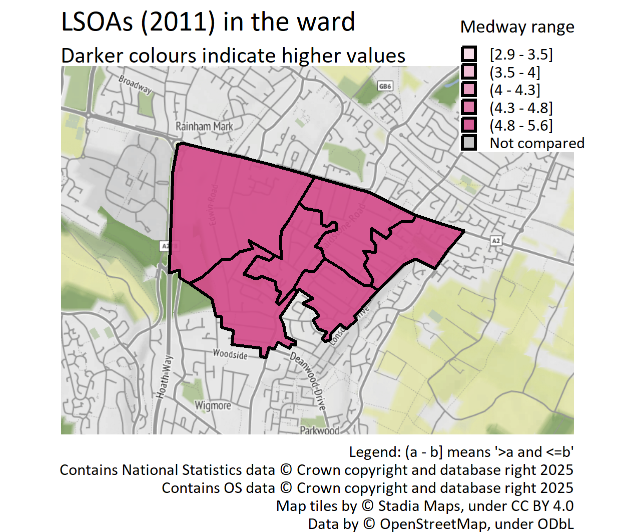 LSOAs (2011) in the ward
Darker colours indicate higher values
Medway range
[2.9 - 3.5]
(3.5 - 4]
(4 - 4.3]
(4.3 - 4.8]
(4.8 - 5.6]
Not compared
Broadway
GB6
Rainham Mark
A2
A2
Woodside
Deanwood-Drive
Hoath-Way
Wigmore
Parkwood
Legend: (a - b] means '>a and <=b'
Contains National Statistics data © Crown copyright and database right 2025
Contains OS data © Crown copyright and database right 2025
Map tiles by © Stadia Maps, under CC BY 4.0
Data by © OpenStreetMap, under ODbL